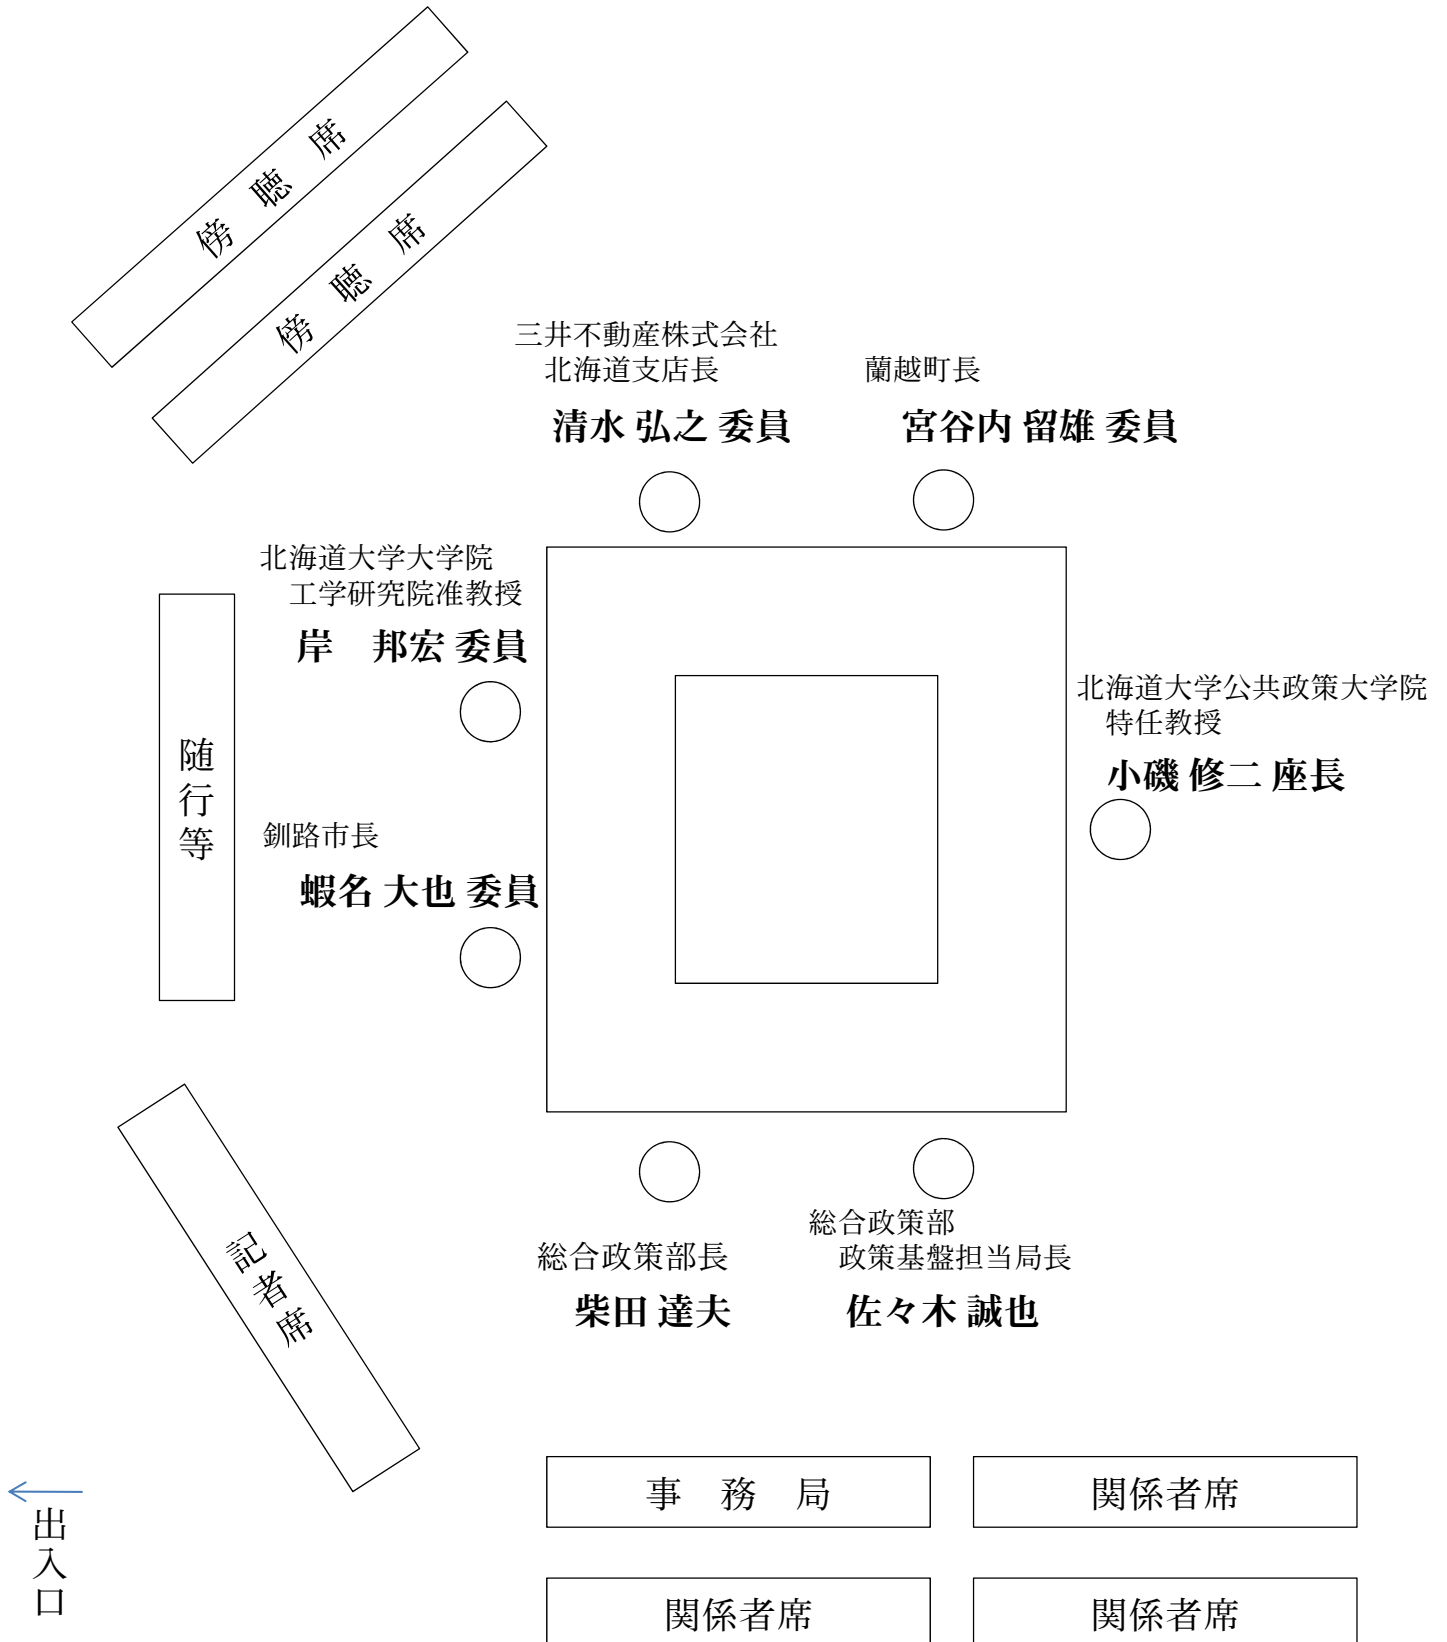 傍 聴 席
傍 聴 席
三井不動産株式会社
北海道支店長
清水 弘之 委員
蘭越町長
宮谷内 留雄 委員
北海道大学大学院
工学研究院准教授
岸　邦宏 委員
随行等
釧路市長
蝦名 大也 委員
北海道大学公共政策大学院
特任教授
小磯 修二 座長
記者席
総合政策部長
柴田 達夫
総合政策部
政策基盤担当局長
佐々木 誠也
出入口
事　務　局
関係者席
関係者席
関係者席